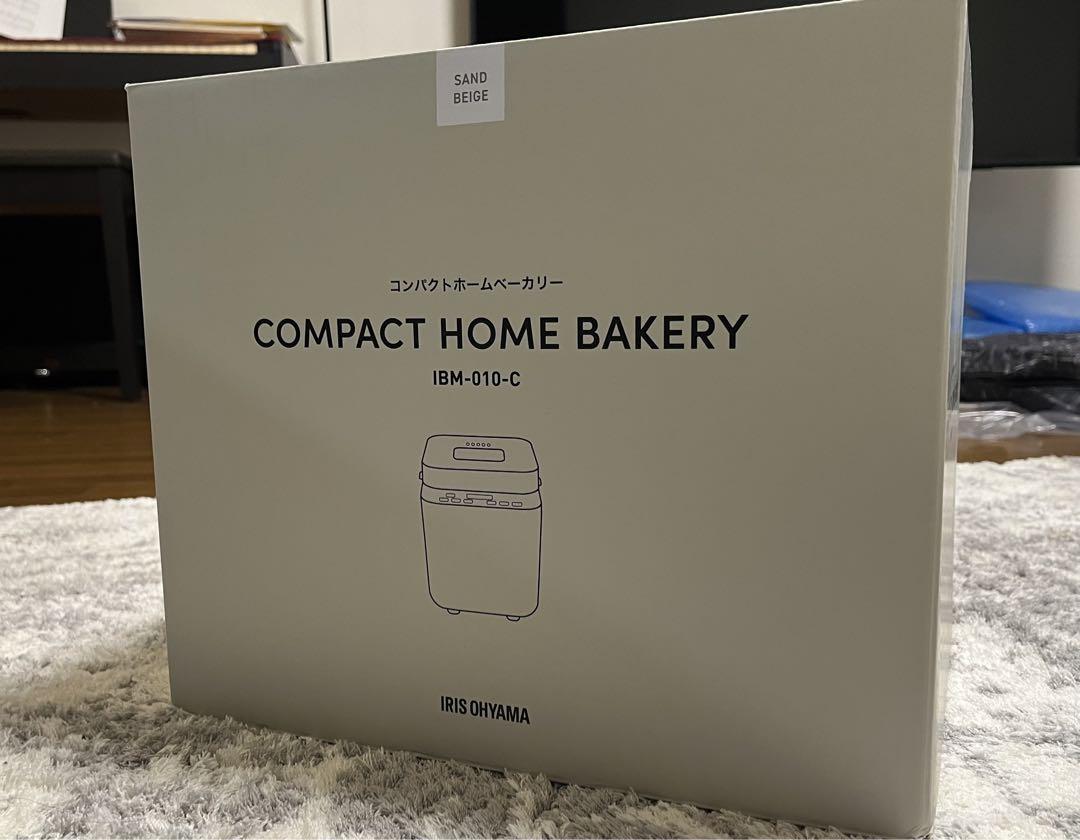 SAND
BEIGE
コンパクトホームベーカリー
COMPACT HOME BAKERY
IBM-010-C
IRIS OHYAMA